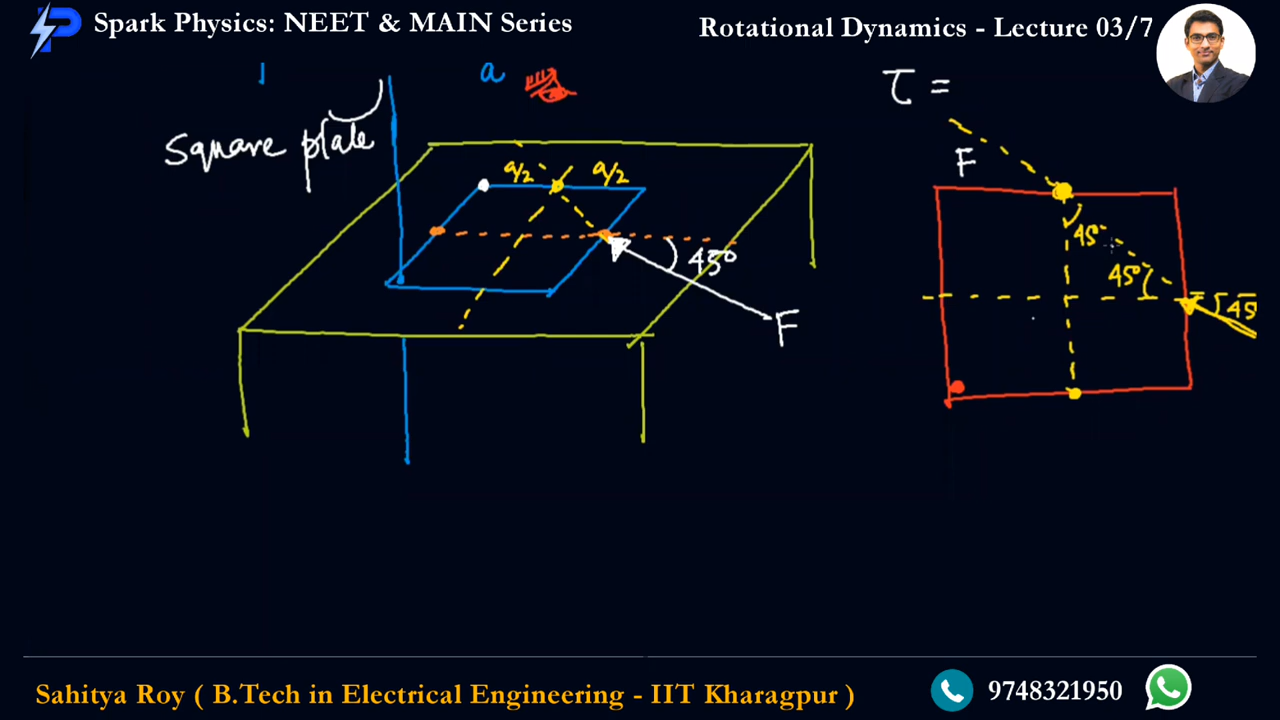 Spark Physics: NEET & MAIN Series
Rotational Dynamics - Lecture 03/7
a
τ =
Square plate
F
a/2 a/2
45°
45°
45°
45
F
Sahitya Roy ( B.Tech in Electrical Engineering - IIT Kharagpur )
9748321950